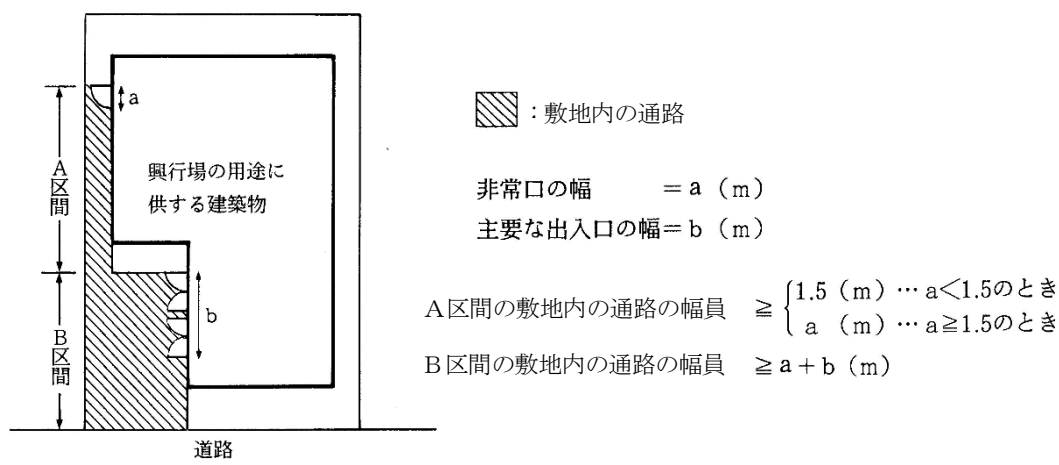 a
A区間
興行場の用途に
供する建築物
b
B区間
道路
:敷地内の通路
非常口の幅 =a (m)
主要な出入口の幅=b (m)
A区間の敷地内の通路の幅員 ≧ {1.5 (m) … a<1.5のとき
a (m) … a≧1.5のとき
B区間の敷地内の通路の幅員 ≧a+b (m)